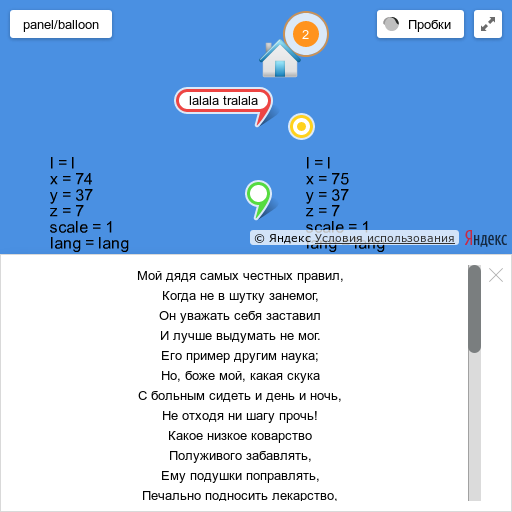 panel/balloon
2
Пробки
lalala tralala
l = l
x = 74
y = 37
z = 7
scale = 1
lang = lang
l = l
x = 75
y = 37
z = 7
scale = 1
lang = lang
© Яндекс Условия использования
Яндекс
Мой дядя самых честных правил,
Когда не в шутку занемог,
Он уважать себя заставил
И лучше выдумать не мог.
Его пример другим наука;
Но, боже мой, какая скука
С больным сидеть и день и ночь,
Не отходя ни шагу прочь!
Какое низкое коварство
Полуживого забавлять,
Ему подушки поправлять,
Печально подносить лекарство,